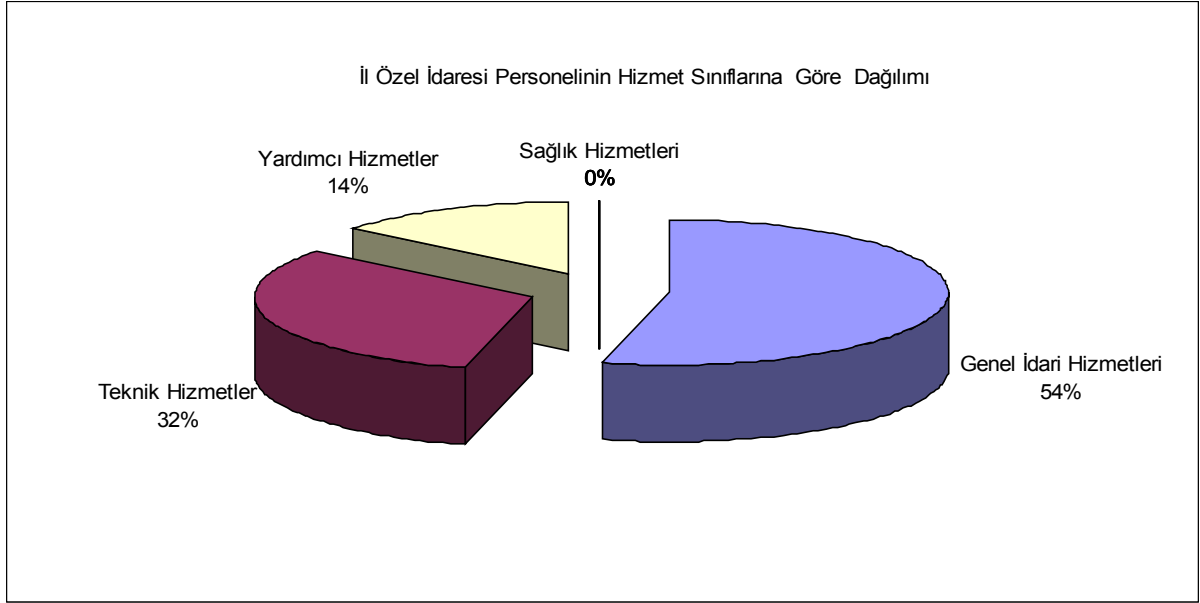 İl Özel İdaresi Personelinin Hizmet Sınıflarına Göre Dağılımı
Sağlık Hizmetleri
0%
Yardımcı Hizmetler
14%
Genel İdari Hizmetleri
54%
Teknik Hizmetler
32%